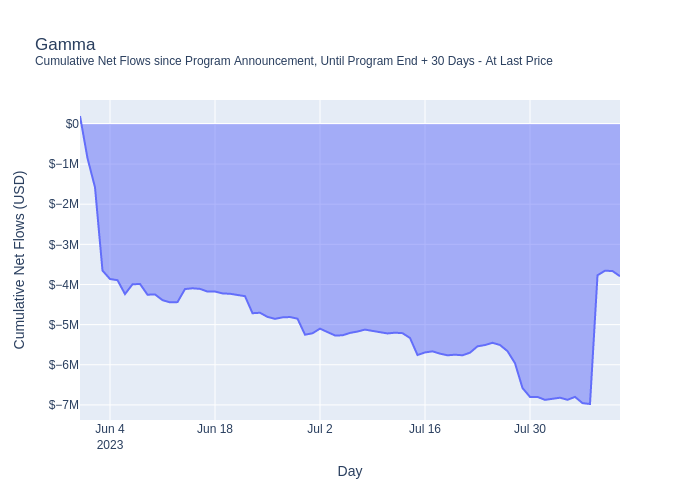 Gamma
Cumulative Net Flows since Program Announcement, Until Program End + 30 Days - At Last Price
Cumulative Net Flows (USD)
$0
$−1M
$−2M
$−3M
$−4M
$−5M
$−6M
$−7M
Jun 4
2023
Jun 18
Jul 2
Jul 16
Jul 30
Day